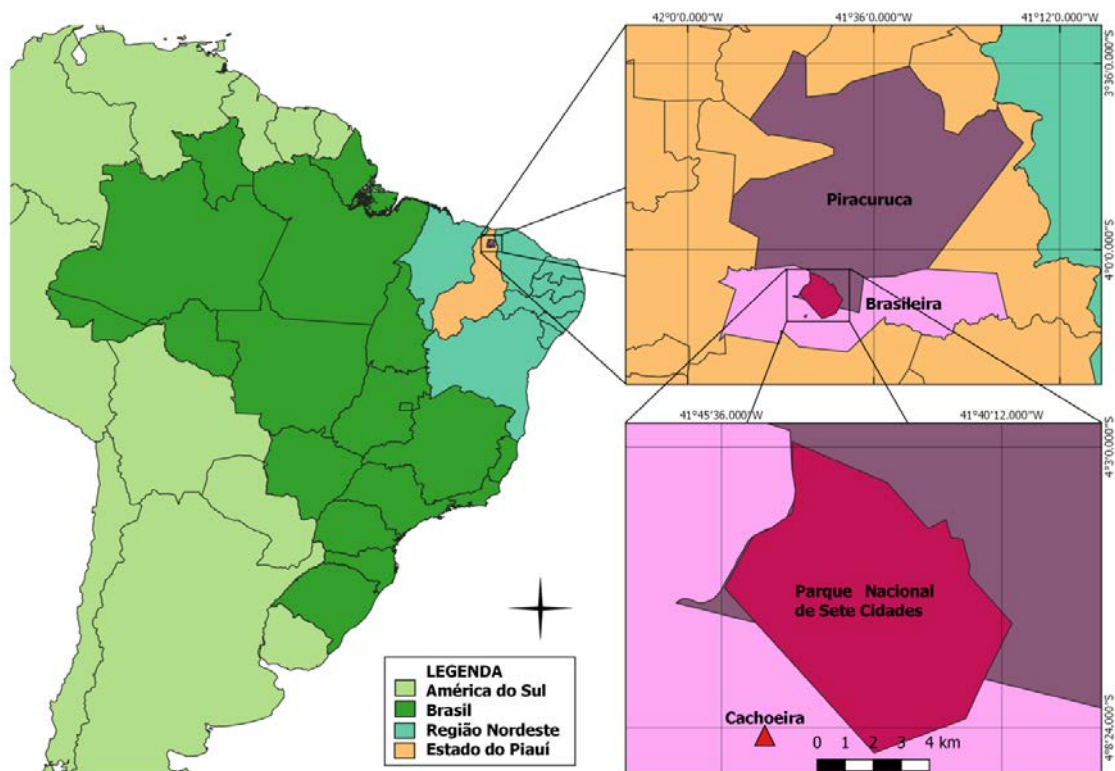 42°0'0.000"W
41°36'0.000"W
41°12'0.000"W
3°36'0.000"S
4°0'0.000"S
Piracuruca
Brasileira
41°45'36.000"W
41°40'12.000"W
4°3'0.000"S
4°8'24.000"S
Parque Nacional
de Sete Cidades
Cachoeira
0 1 2 3 4 km
LEGENDA
América do Sul
Brasil
Região Nordeste
Estado do Piauí